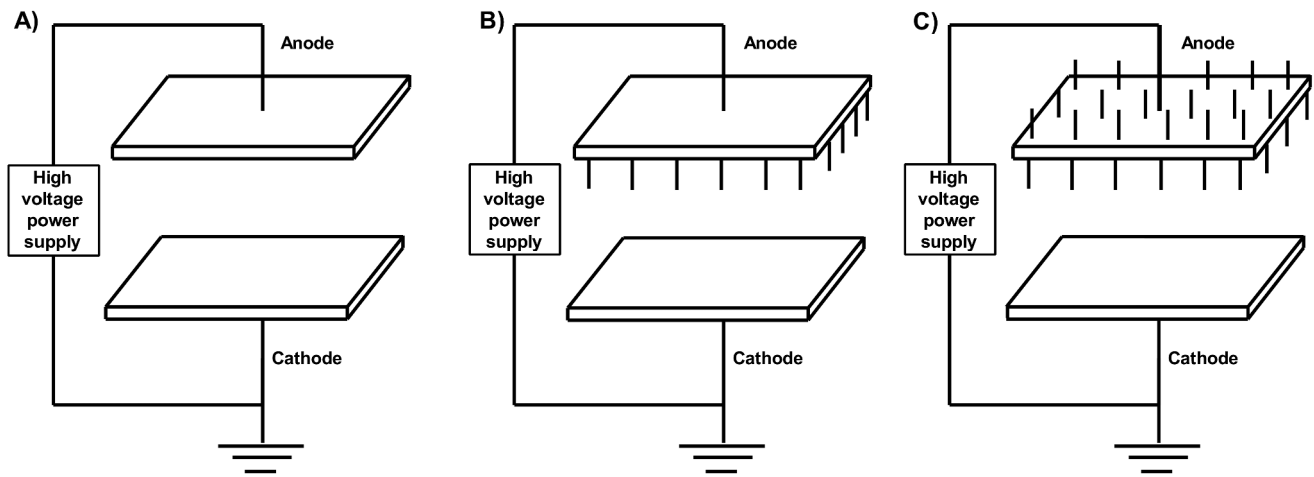 A)
Anode
High
voltage
power
supply
Cathode
B)
Anode
High
voltage
power
supply
Cathode
C)
Anode
High
voltage
power
supply
Cathode